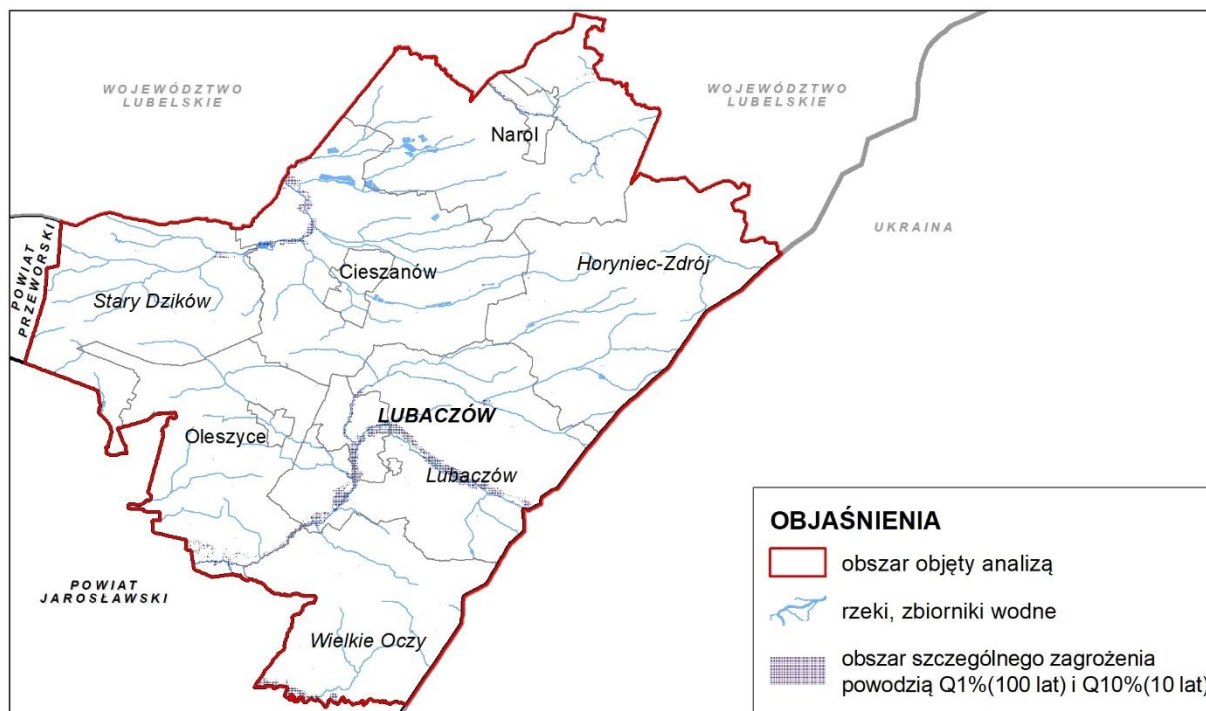 WOJEWÓDZTWO
LUBELSKIE
WOJEWÓDZTWO
LUBELSKIE
Narol
UKRAINA
POWIAT
PRZEWORSKI
Cieszanów
Horyniec-Zdrój
Stary Dzików
LUBACZÓW
Oleszyce
Lubaczów
POWIAT
JAROSŁAWSKI
Wielkie Oczy
OBJAŚNIENIA
obszar objęty analizą
rzeki, zbiorniki wodne
obszar szczególnego zagrożenia
powodzią Q1%(100 lat) i Q10%(10 lat)